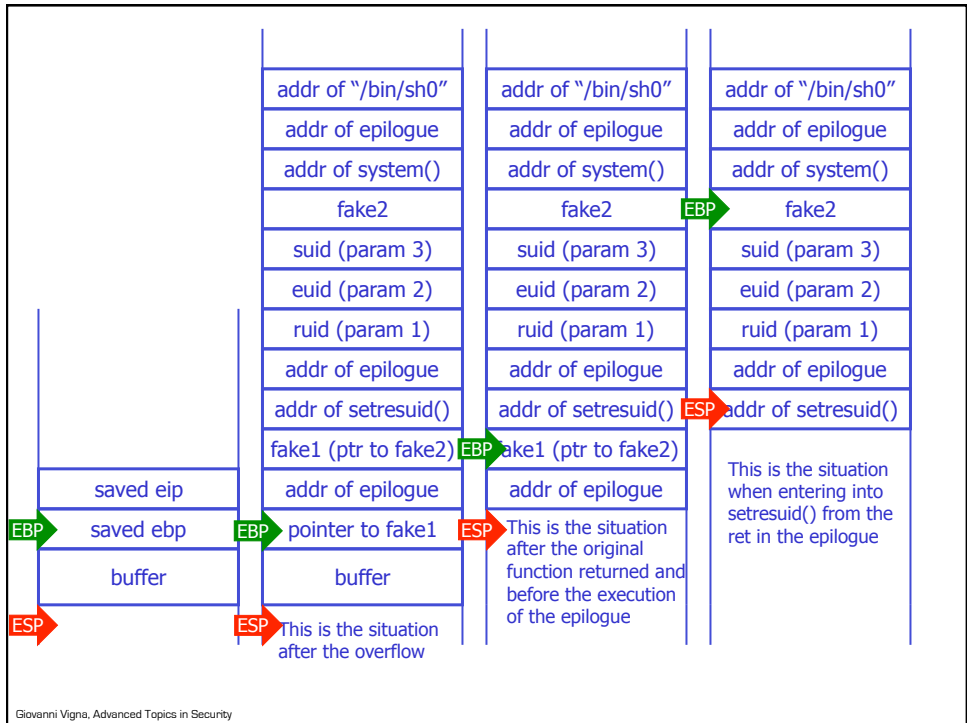 addr of “/bin/sh0”
addr of epilogue
addr of system()
fake2
suid (param 3)
euid (param 2)
ruid (param 1)
addr of epilogue
addr of setresuid()
fake1 (ptr to fake2)
addr of epilogue
pointer to fake1
buffer
addr of “/bin/sh0”
addr of epilogue
addr of system()
fake2
suid (param 3)
euid (param 2)
ruid (param 1)
addr of epilogue
addr of setresuid()
fake1 (ptr to fake2)
addr of epilogue
addr of “/bin/sh0”
addr of epilogue
addr of system()
fake2
suid (param 3)
euid (param 2)
ruid (param 1)
addr of epilogue
addr of setresuid()
saved eip
saved ebp
buffer
EBP
ESP
EBP
ESP
This is the situation
after the overflow
EBP
ESP
This is the situation
after the original
function returned and
before the execution
of the epilogue
EBP
ESP
This is the situation
when entering into
setresuid() from the
ret in the epilogue
Giovanni Vigna, Advanced Topics in Security